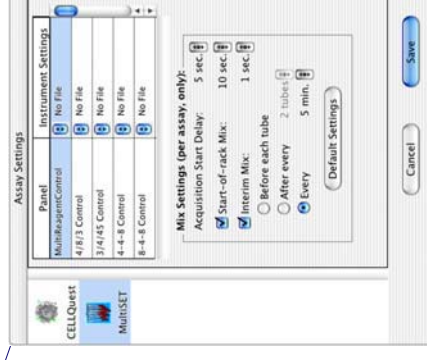 Assay Settings
CELLQuest
MultiSET
Panel Instrument Settings
MultiReagentControl No File
4/8/3 Control No File
3/4/45 Control No File
4-4-8 Control No File
8-4-8 Control No File
Mix Settings (per assay, only):
Acquisition Start Delay: 5 sec.
Start-of-rack Mix: 10 sec.
Interim Mix: 1 sec.
Before each tube
After every 2 tubes
Every 5 min.
Default Settings
Cancel Save